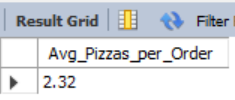 Result Grid Filter
Avg_Pizzas_per_Order
2.32